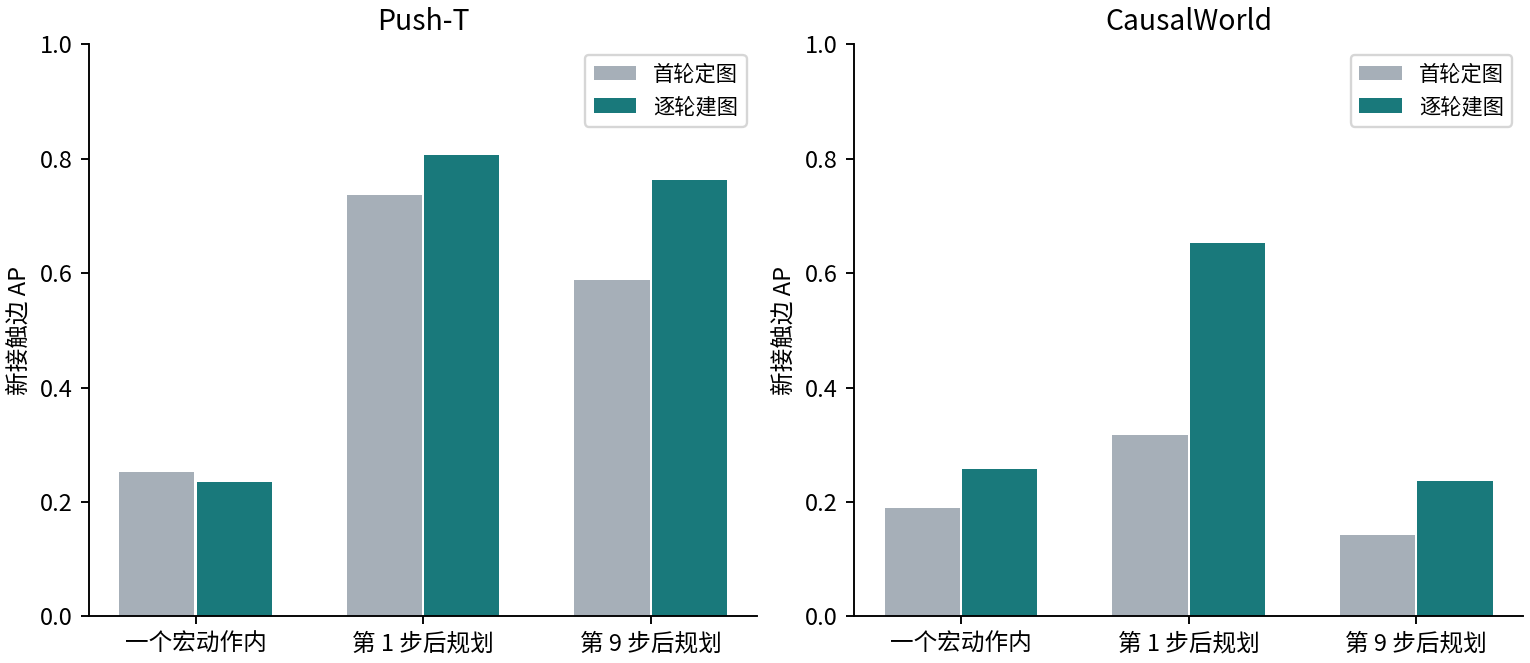 Push-T
1.0
0.8
0.6
0.4
0.2
0.0
新接触边 AP
首轮定图
逐轮建图
一个宏动作内
第 1 步后规划
第 9 步后规划
CausalWorld
1.0
0.8
0.6
0.4
0.2
0.0
新接触边 AP
首轮定图
逐轮建图
一个宏动作内
第 1 步后规划
第 9 步后规划